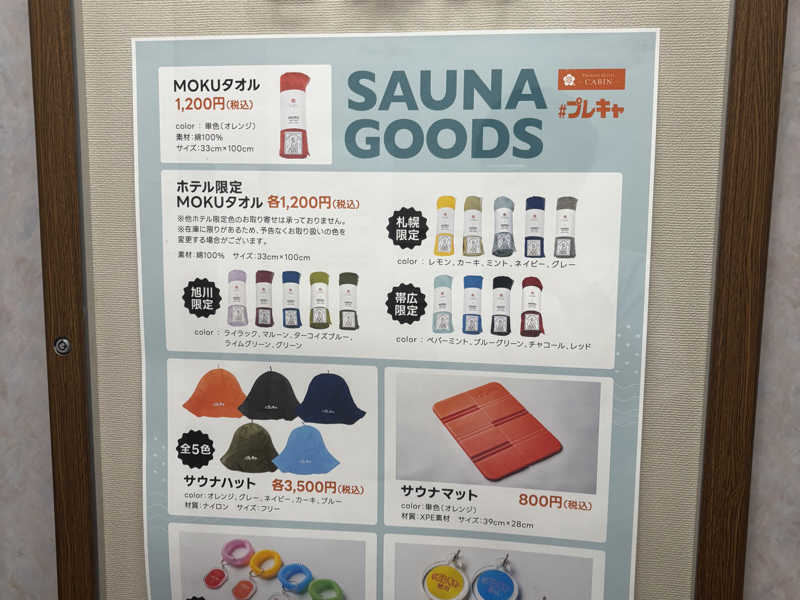 MOKUタオル
1,200円(税込)
color : 単色(オレンジ)
素材:綿100%
サイズ:33cm×100cm
SAUNA
GOODS
CABIN
#プレキャ
ホテル限定
MOKUタオル 各1,200円(税込)
※他ホテル限定色のお取り寄せは承っておりません。
※在庫に限りがあるため、予告なくお取り扱いの色を
変更する場合がございます。
素材:綿100% サイズ:33cm×100cm
札幌
限定
color : レモン、カーキ、ミント、ネイビー、グレー
旭川
限定
color : ライラック、マルーン、ターコイズブルー、
ライムグリーン、グリーン
帯広
限定
color : ペパーミント、ブルーグリーン、チャコール、レッド
全5色
サウナハット 各3,500円(税込)
color:オレンジ、グレー、ネイビー、カーキ、ブルー
材質:ナイロン サイズ:フリー
サウナマット 800円(税込)
color:単色(オレンジ)
材質:XPE素材 サイズ:39cm×28cm